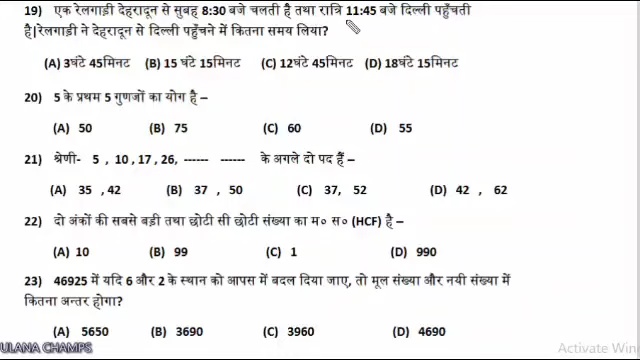 19) एक रेलगाड़ी देहरादून से सुबह 8:30 बजे चलती है तथा रात्रि 11:45 बजे दिल्ली पहुँचती
है। रेलगाड़ी ने देहरादून से दिल्ली पहुँचने में कितना समय लिया?
(A) 3घंटे 45मिनट (B) 15 घंटे 15मिनट (C) 12घंटे 45मिनट (D) 18घंटे 15मिनट
20) 5 के प्रथम 5 गुणजों का योग है –
(A) 50 (B) 75 (C) 60 (D) 55
21) श्रेणी- 5 , 10 , 17 , 26, ------ ------ के अगले दो पद हैं –
(A) 35 , 42 (B) 37 , 50 (C) 37, 52 (D) 42 , 62
22) दो अंकों की सबसे बड़ी तथा छोटी सी छोटी संख्या का म० स० (HCF) है –
(A) 10 (B) 99 (C) 1 (D) 990
23) 46925 में यदि 6 और 2 के स्थान को आपस में बदल दिया जाए, तो मूल संख्या और नयी संख्या में
कितना अन्तर होगा?
(A) 5650 (B) 3690 (C) 3960 (D) 4690
ULANA CHAMPS
Activate Win